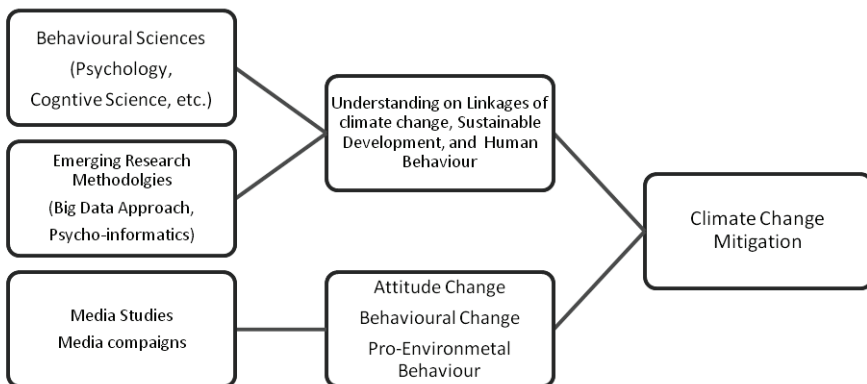 Behavioural Sciences
(Psychology,
Cogntive Science, etc.)
Emerging Research
Methodolgies
(Big Data Approach,
Psycho-informatics)
Media Studies
Media compaigns
Understanding on Linkages of
climate change, Sustainable
Development, and Human
Behaviour
Attitude Change
Behavioural Change
Pro-Environmetal
Behaviour
Climate Change
Mitigation